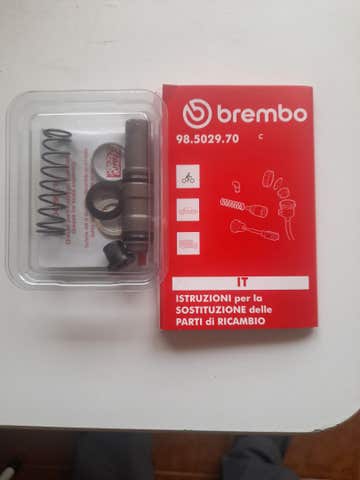 brembo
98.5029.70 C
IT
ISTRUZIONI per la
SOSTITUZIONE delle
PARTI di RICAMBIO